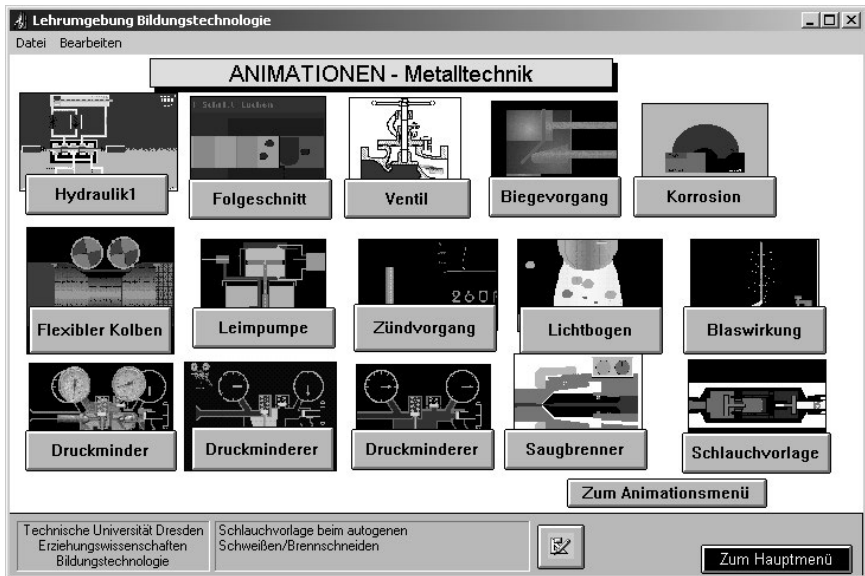 Lehrumgebung Bildungstechnologie
Datei Bearbeiten
ANIMATIONEN - Metalltechnik
Hydraulik1 Folgeschnitt Ventil Biegevorgang Korrosion
Flexibler Kolben Leimpumpe Zündvorgang Lichtbogen Blaswirkung
Druckminder Druckminderer Druckminderer Saugbrenner Schlauchvorlage
Zum Animationsmenü
Technische Universität Dresden
Erziehungswissenschaften
Bildungstechnologie
Schlauchvorlage beim autogenen
Schweißen/Brennschneiden
Zum Hauptmenü